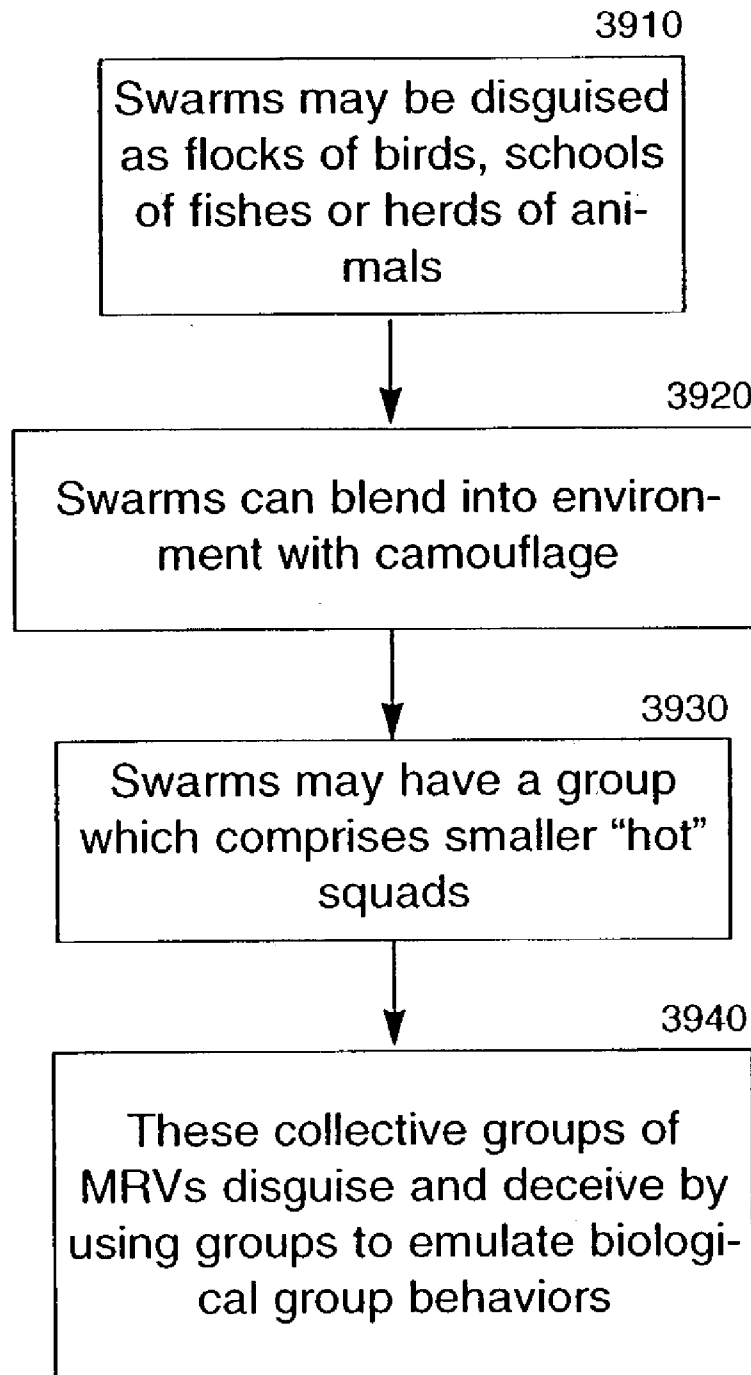 3910
Swarms may be disguised
as flocks of birds, schools
of fishes or herds of ani-
mals
3920
Swarms can blend into environ-
ment with camouflage
3930
Swarms may have a group
which comprises smaller “hot”
squads
3940
These collective groups of
MRVs disguise and deceive by
using groups to emulate biologi-
cal group behaviors